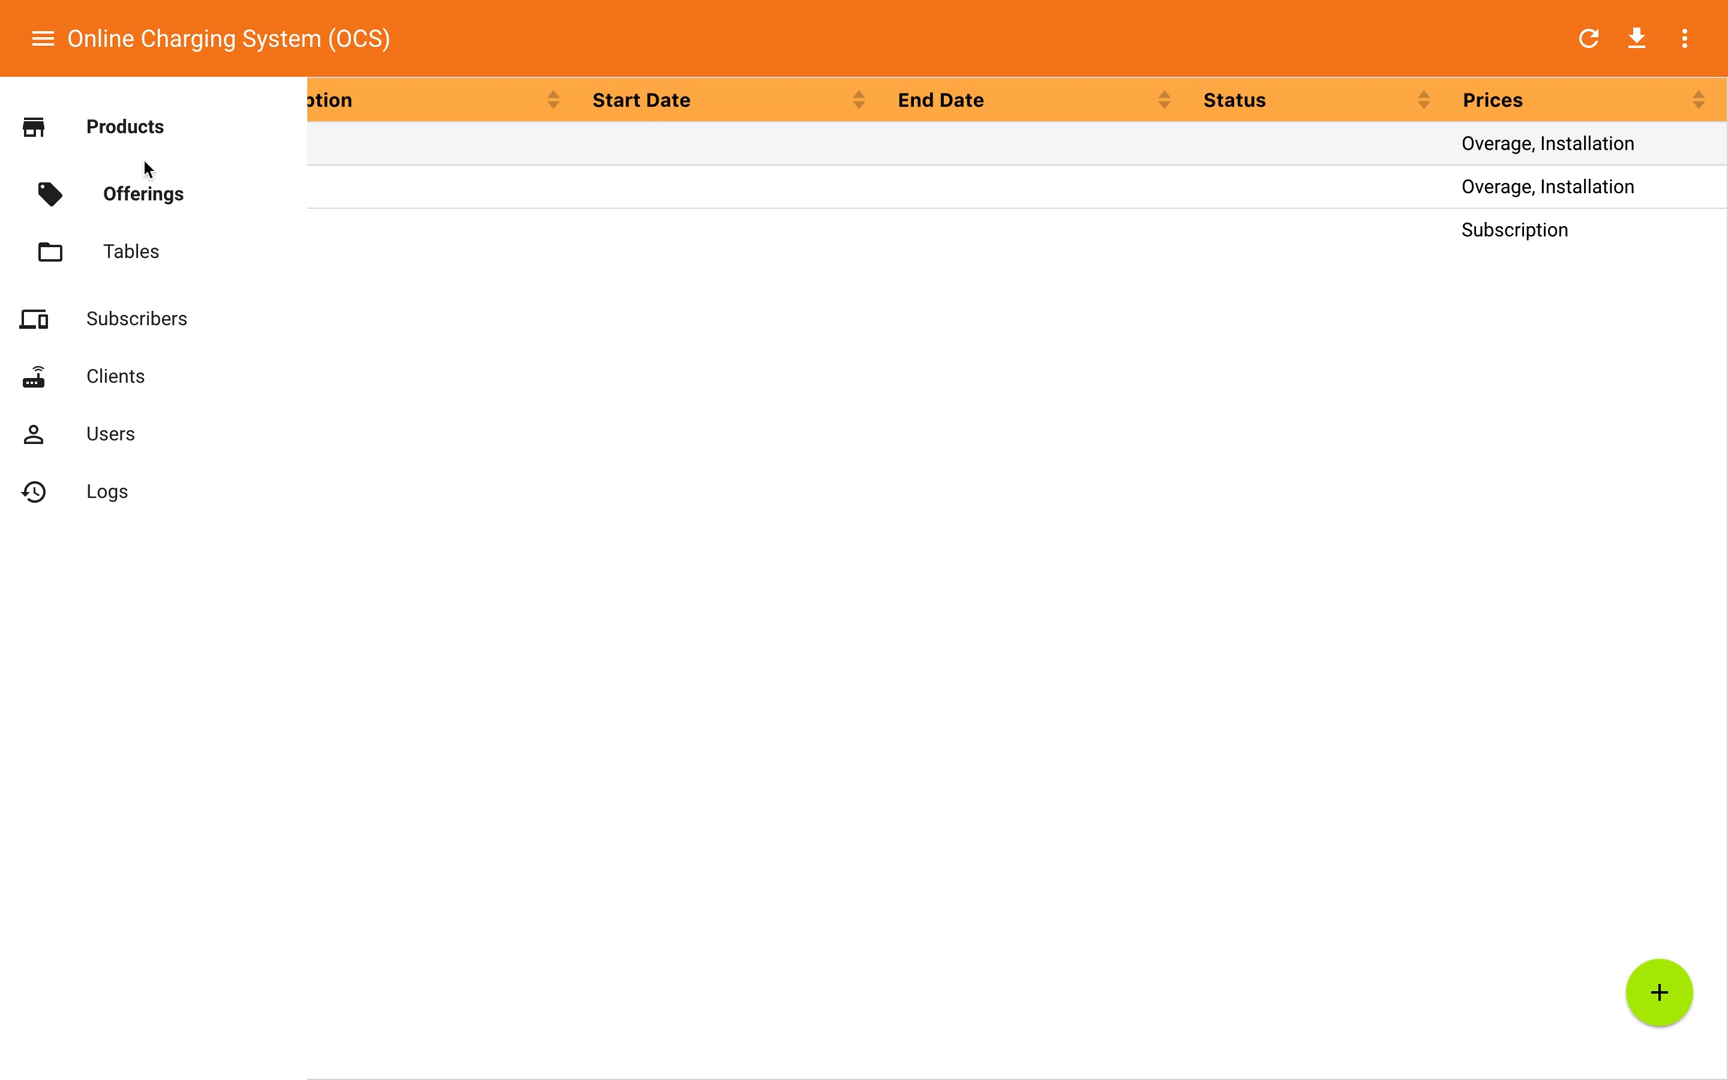 Online Charging System (OCS)
Products
Offerings
Tables
Subscribers
Clients
Users
Logs
ption Start Date End Date Status Prices
Overage, Installation
Overage, Installation
Subscription